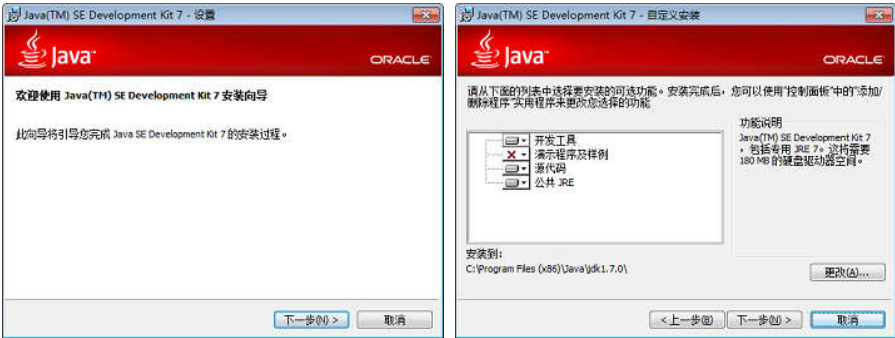 Java(TM) SE Development Kit 7 - 设置
Java
ORACLE
欢迎使用 Java(TM) SE Development Kit 7 安装向导
此向导将引导您完成 Java SE Development Kit 7 的安装过程。
下一步(N) >
取消
Java(TM) SE Development Kit 7 - 自定义安装
Java
ORACLE
请从下面的列表中选择要安装的可选功能。安装完成后，您可以使用"控制面板"中的"添加/
删除程序"实用程序来更改您选择的功能
开发工具
演示程序及样例
源代码
公共 JRE
功能说明
Java(TM) SE Development Kit 7
，包括专用 JRE 7。这将需要
180 MB 的硬盘驱动器空间。
安装到:
C:\Program Files (x86)\Java\jdk1.7.0\
更改(A)...
< 上一步(B)
下一步(N) >
取消